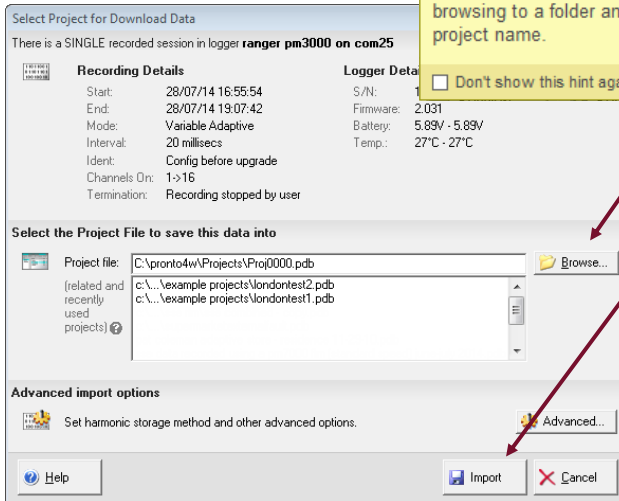 browsing to a folder an
project name.
Don't show this hint aga
Select Project for Download Data
There is a SINGLE recorded session in logger ranger pm3000 on com25
Recording Details
Start: 28/07/14 16:55:54
End: 28/07/14 19:07:42
Mode: Variable Adaptive
Interval: 20 millisecs
Ident: Config before upgrade
Channels On: 1->16
Termination: Recording stopped by user
Logger Deta
S/N:
Firmware: 2.031
Battery: 5.89V - 5.89V
Temp.: 27°C - 27°C
Select the Project File to save this data into
Project file: C:\pronto4w\Projects\Proj0000.pdb
Browse...
(related and
recently
used
projects)
c:\...\example projects\londontest2.pdb
c:\...\example projects\londontest1.pdb
Advanced import options
Set harmonic storage method and other advanced options.
Advanced...
Help
Import
Cancel